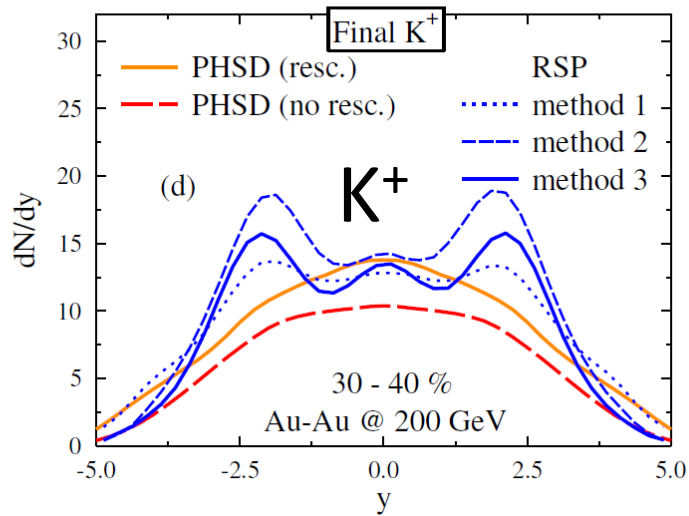 Final K+
PHSD (resc.)
PHSD (no resc.)
RSP
method 1
method 2
method 3
(d)
K+
dN/dy
30
25
20
15
10
5
0
30 - 40 %
Au-Au @ 200 GeV
-5.0 -2.5 0.0 2.5 5.0
y